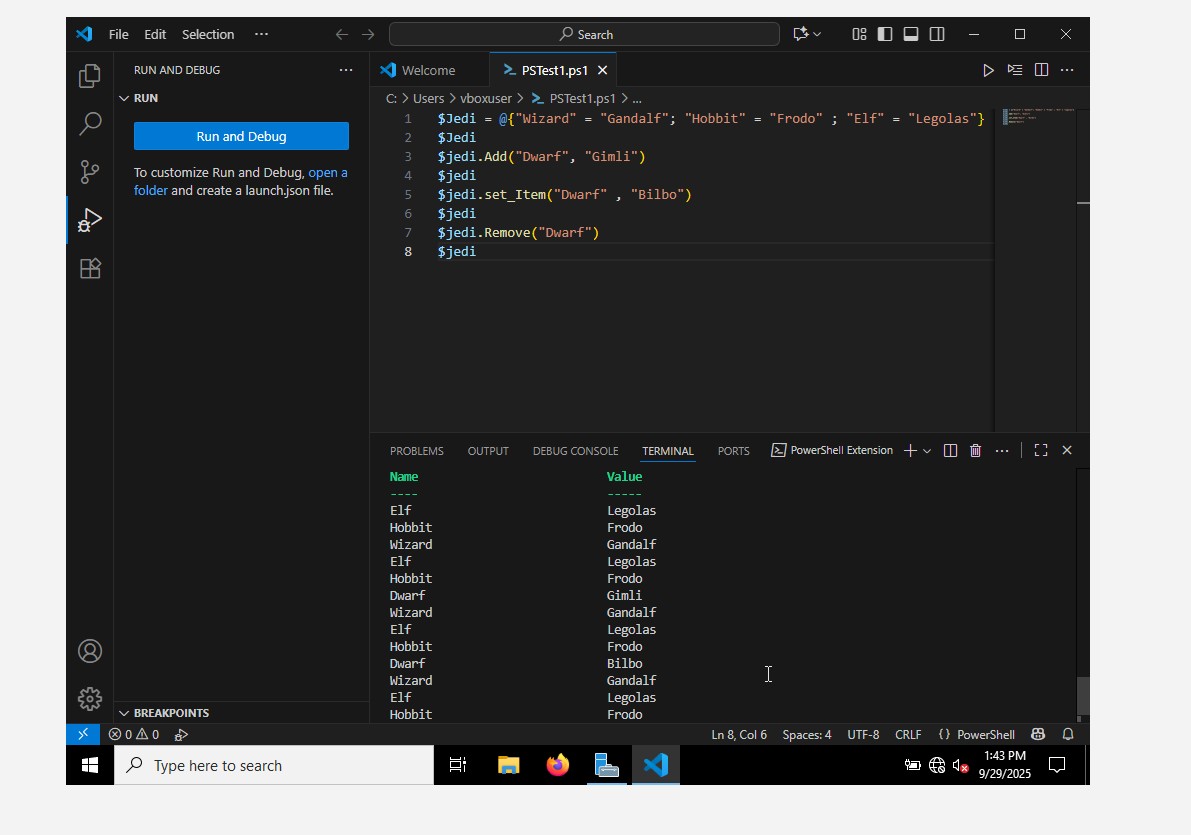 File Edit Selection ··· Search
RUN AND DEBUG ···
Welcome PSTest1.ps1
RUN
Run and Debug
To customize Run and Debug, open a
folder and create a launch.json file.
C: > Users > vboxuser > PSTest1.ps1 > ...
1 $Jedi = @{"Wizard" = "Gandalf"; "Hobbit" = "Frodo" ; "Elf" = "Legolas"}
2 $Jedi
3 $jedi.Add("Dwarf", "Gimli")
4 $jedi
5 $jedi.set_Item("Dwarf" , "Bilbo")
6 $jedi
7 $jedi.Remove("Dwarf")
8 $jedi
PROBLEMS OUTPUT DEBUG CONSOLE TERMINAL PORTS PowerShell Extension
Name Value
---- -----
Elf Legolas
Hobbit Frodo
Wizard Gandalf
Elf Legolas
Hobbit Frodo
Dwarf Gimli
Wizard Gandalf
Elf Legolas
Hobbit Frodo
Dwarf Bilbo
Wizard Gandalf
Elf Legolas
Hobbit Frodo
BREAKPOINTS
0 0 Ln 8, Col 6 Spaces: 4 UTF-8 CRLF {} PowerShell
Type here to search
1:43 PM
9/29/2025